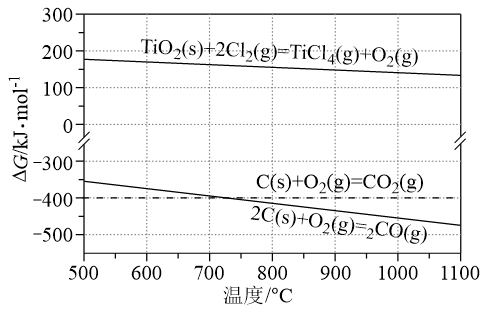 300
200
100
0
-300
-400
-500
ΔG/kJ·mol⁻¹
TiO₂(s)+2Cl₂(g)=TiCl₄(g)+O₂(g)
C(s)+O₂(g)=CO₂(g)
2C(s)+O₂(g)=₂CO(g)
500 600 700 800 900 1000 1100
温度/°C